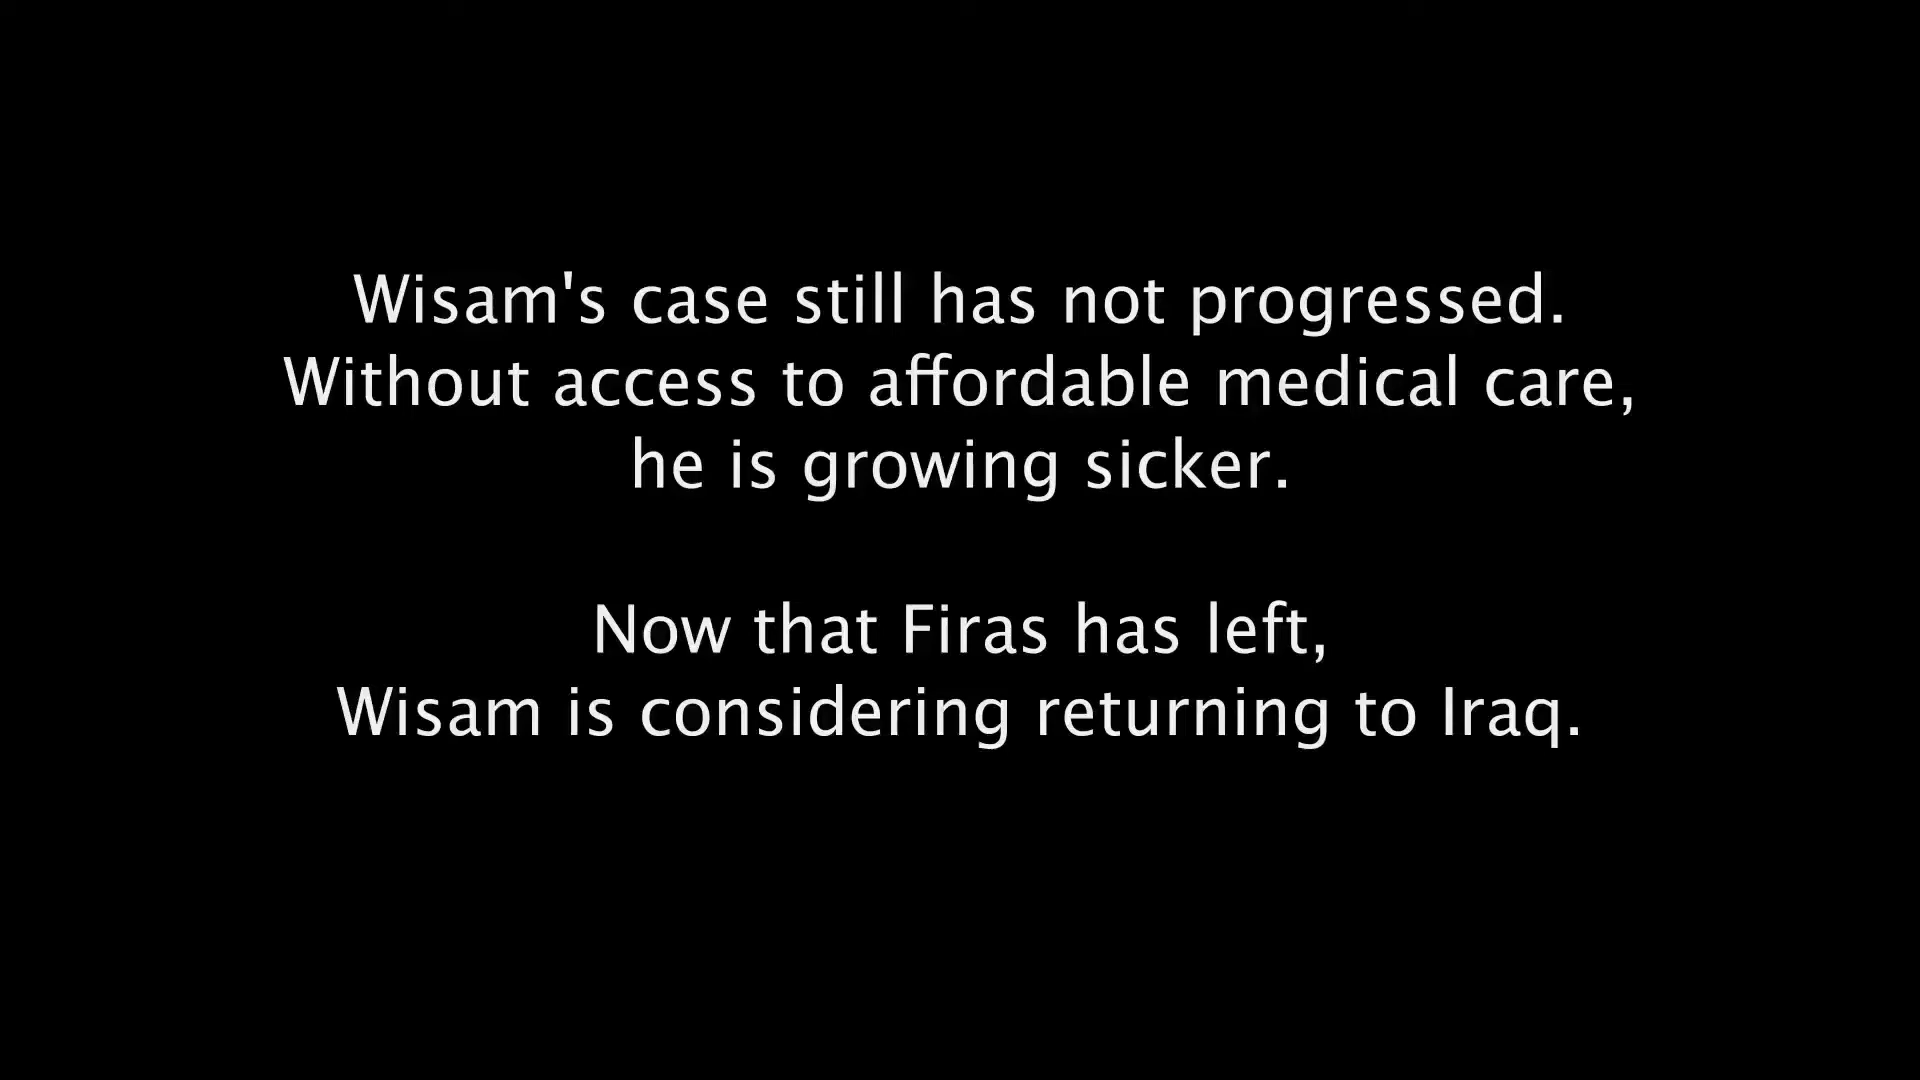 Wisam's case still has not progressed.
Without access to affordable medical care,
he is growing sicker.
Now that Firas has left,
Wisam is considering returning to Iraq.